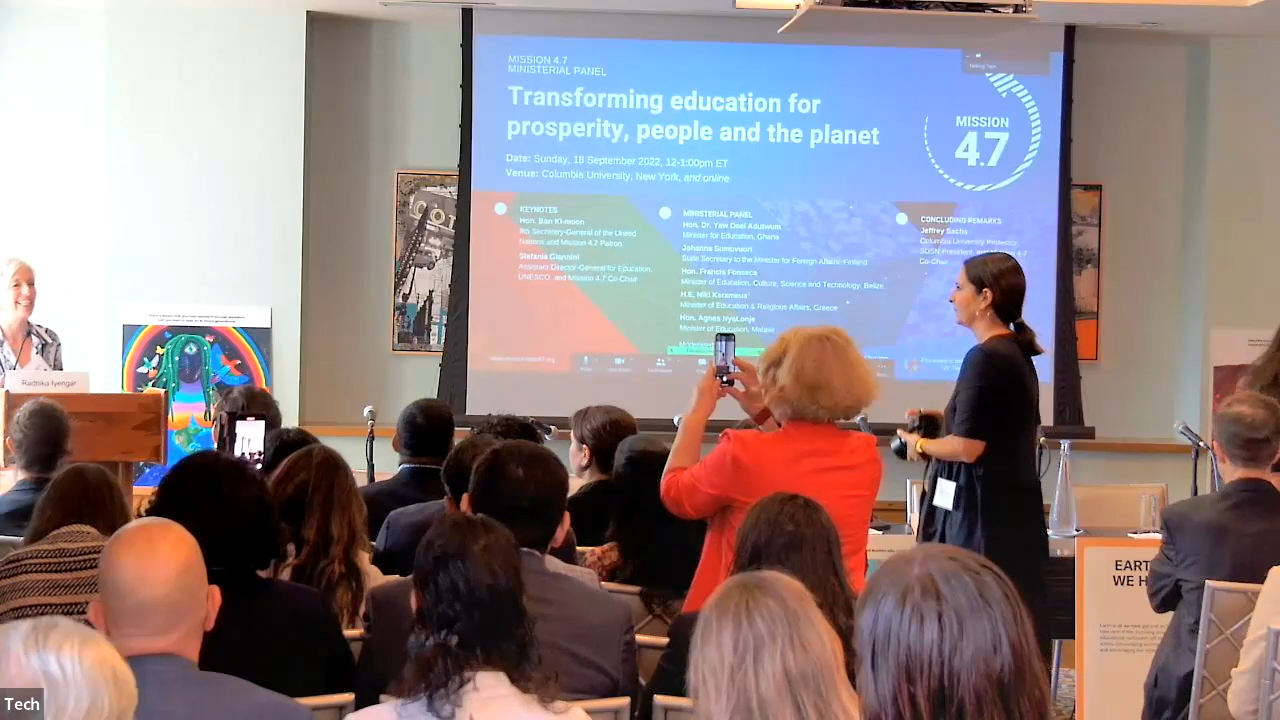 MISSION 4.7
MINISTERIAL PANEL
Transforming education for
prosperity, people and the planet
Date: Sunday, 18 September 2022, 12-1:00pm ET
Venue: Columbia University, New York, and online
MISSION
4.7
KEYNOTES
Hon. Ban Ki-moon
8th Secretary-General of the United
Nations and Mission 4.7 Patron
Stefania Giannini
Assistant Director-General for Education,
UNESCO, and Mission 4.7 Co-Chair
MINISTERIAL PANEL
Hon. Dr. Yaw Osei Adutwum
Minister for Education, Ghana
Johanna Sumuvuori
State Secretary to the Minister for Foreign Affairs, Finland
Hon. Francis Fonseca
Minister of Education, Culture, Science and Technology, Belize
H.E. Niki Kerameus
Minister of Education & Religious Affairs, Greece
Hon. Agnes NyaLonje
Minister of Education, Malawi
CONCLUDING REMARKS
Jeffrey Sachs
Columbia University Professor,
SDSN President, and Mission 4.7
Co-Chair
Radhika Iyengar
EART
WE H
Tech